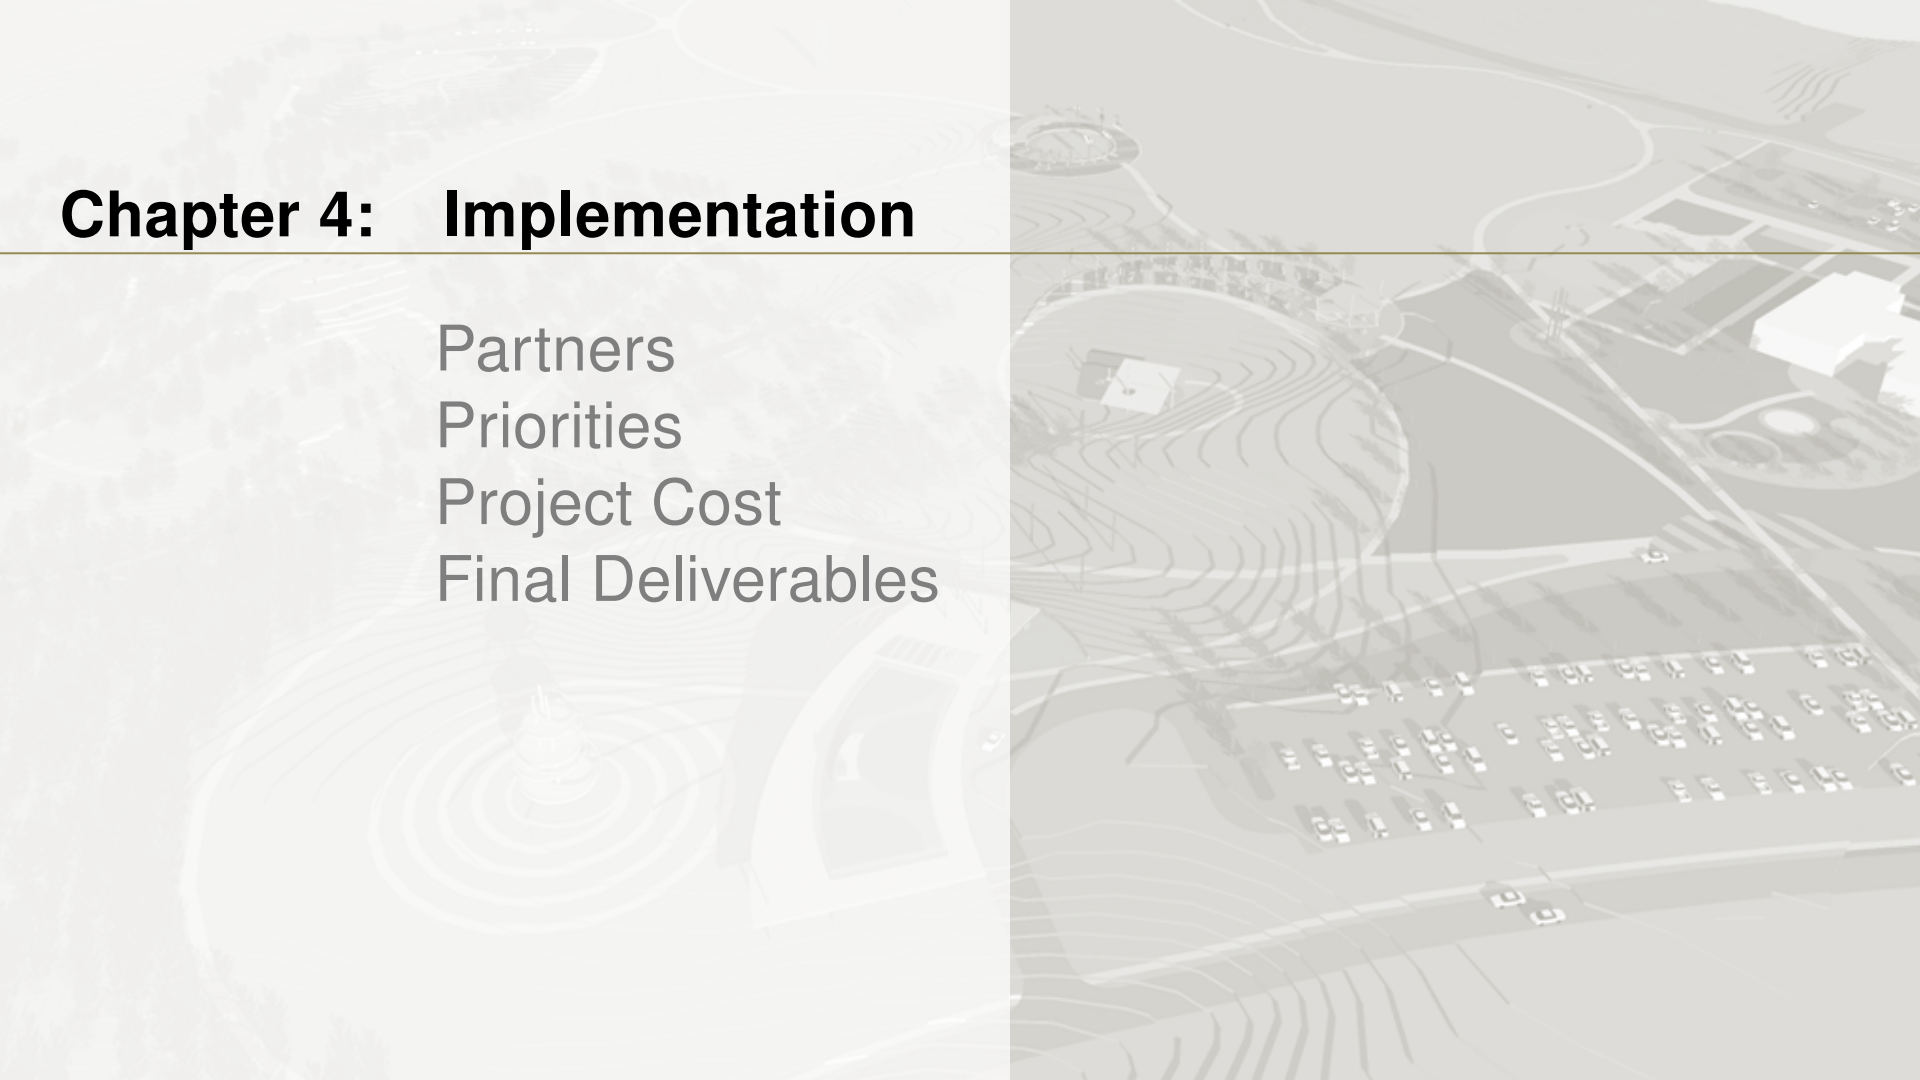 Chapter 4: Implementation
Partners
Priorities
Project Cost
Final Deliverables